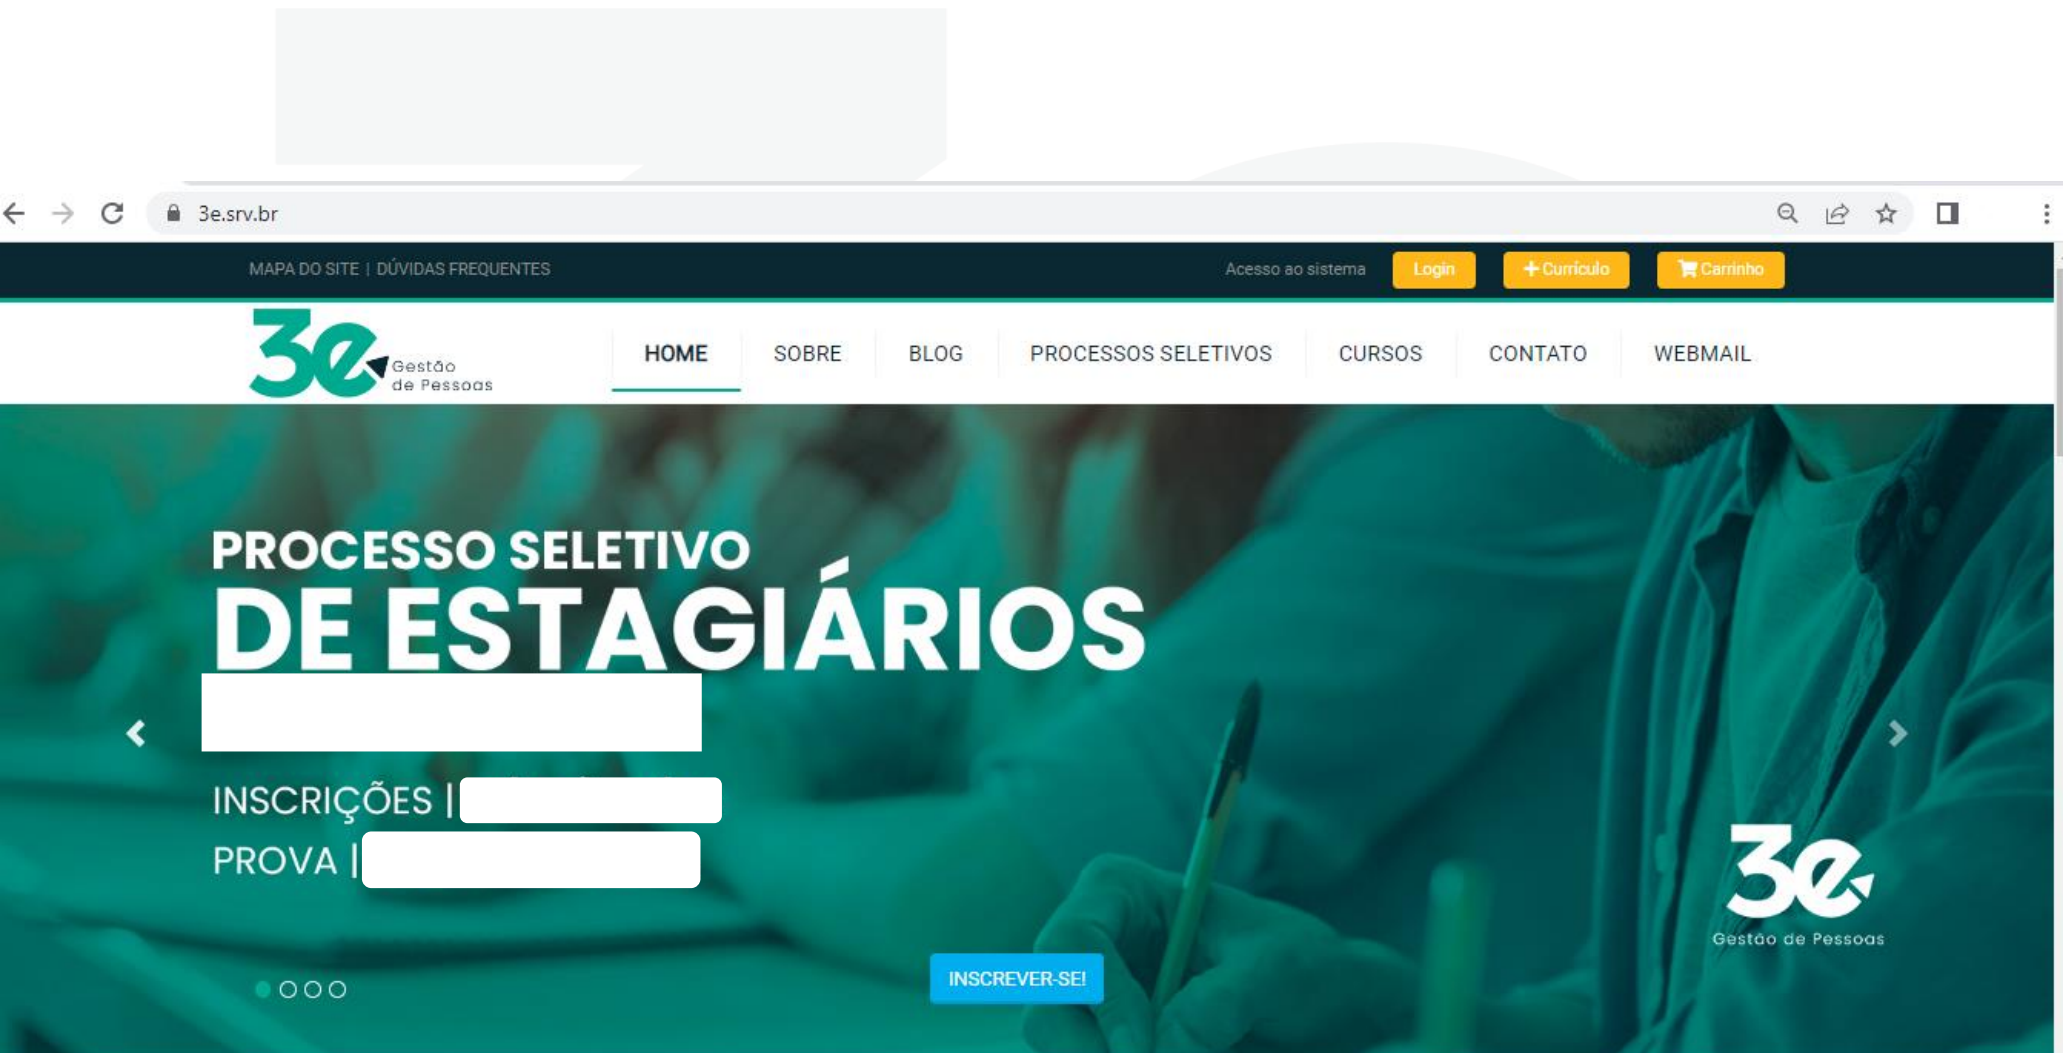 3e.srv.br
MAPA DO SITE | DÚVIDAS FREQUENTES
Acesso ao sistema
Login
+ Currículo
Carrinho
3e Gestão
de Pessoas
HOME
SOBRE
BLOG
PROCESSOS SELETIVOS
CURSOS
CONTATO
WEBMAIL
PROCESSO SELETIVO
DE ESTAGIÁRIOS
INSCRIÇÕES |
PROVA |
3e
Gestão de Pessoas
INSCREVER-SE!